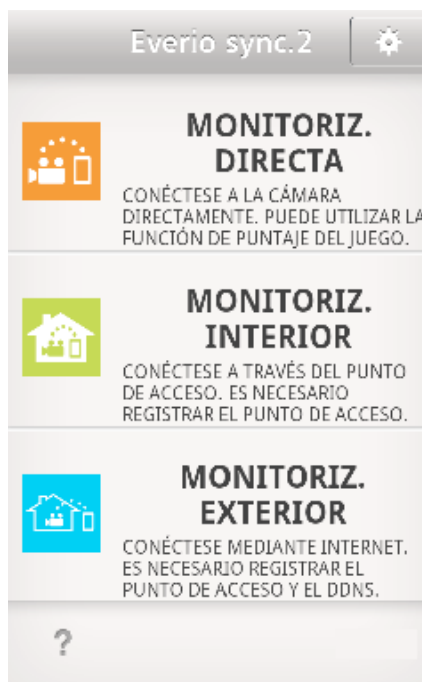 Everio sync.2
MONITORIZ.
DIRECTA
CONÉCTESE A LA CÁMARA
DIRECTAMENTE. PUEDE UTILIZAR LA
FUNCIÓN DE PUNTAJE DEL JUEGO.
MONITORIZ.
INTERIOR
CONÉCTESE A TRAVÉS DEL PUNTO
DE ACCESO. ES NECESARIO
REGISTRAR EL PUNTO DE ACCESO.
MONITORIZ.
EXTERIOR
CONÉCTESE MEDIANTE INTERNET.
ES NECESARIO REGISTRAR EL
PUNTO DE ACCESO Y EL DDNS.
?